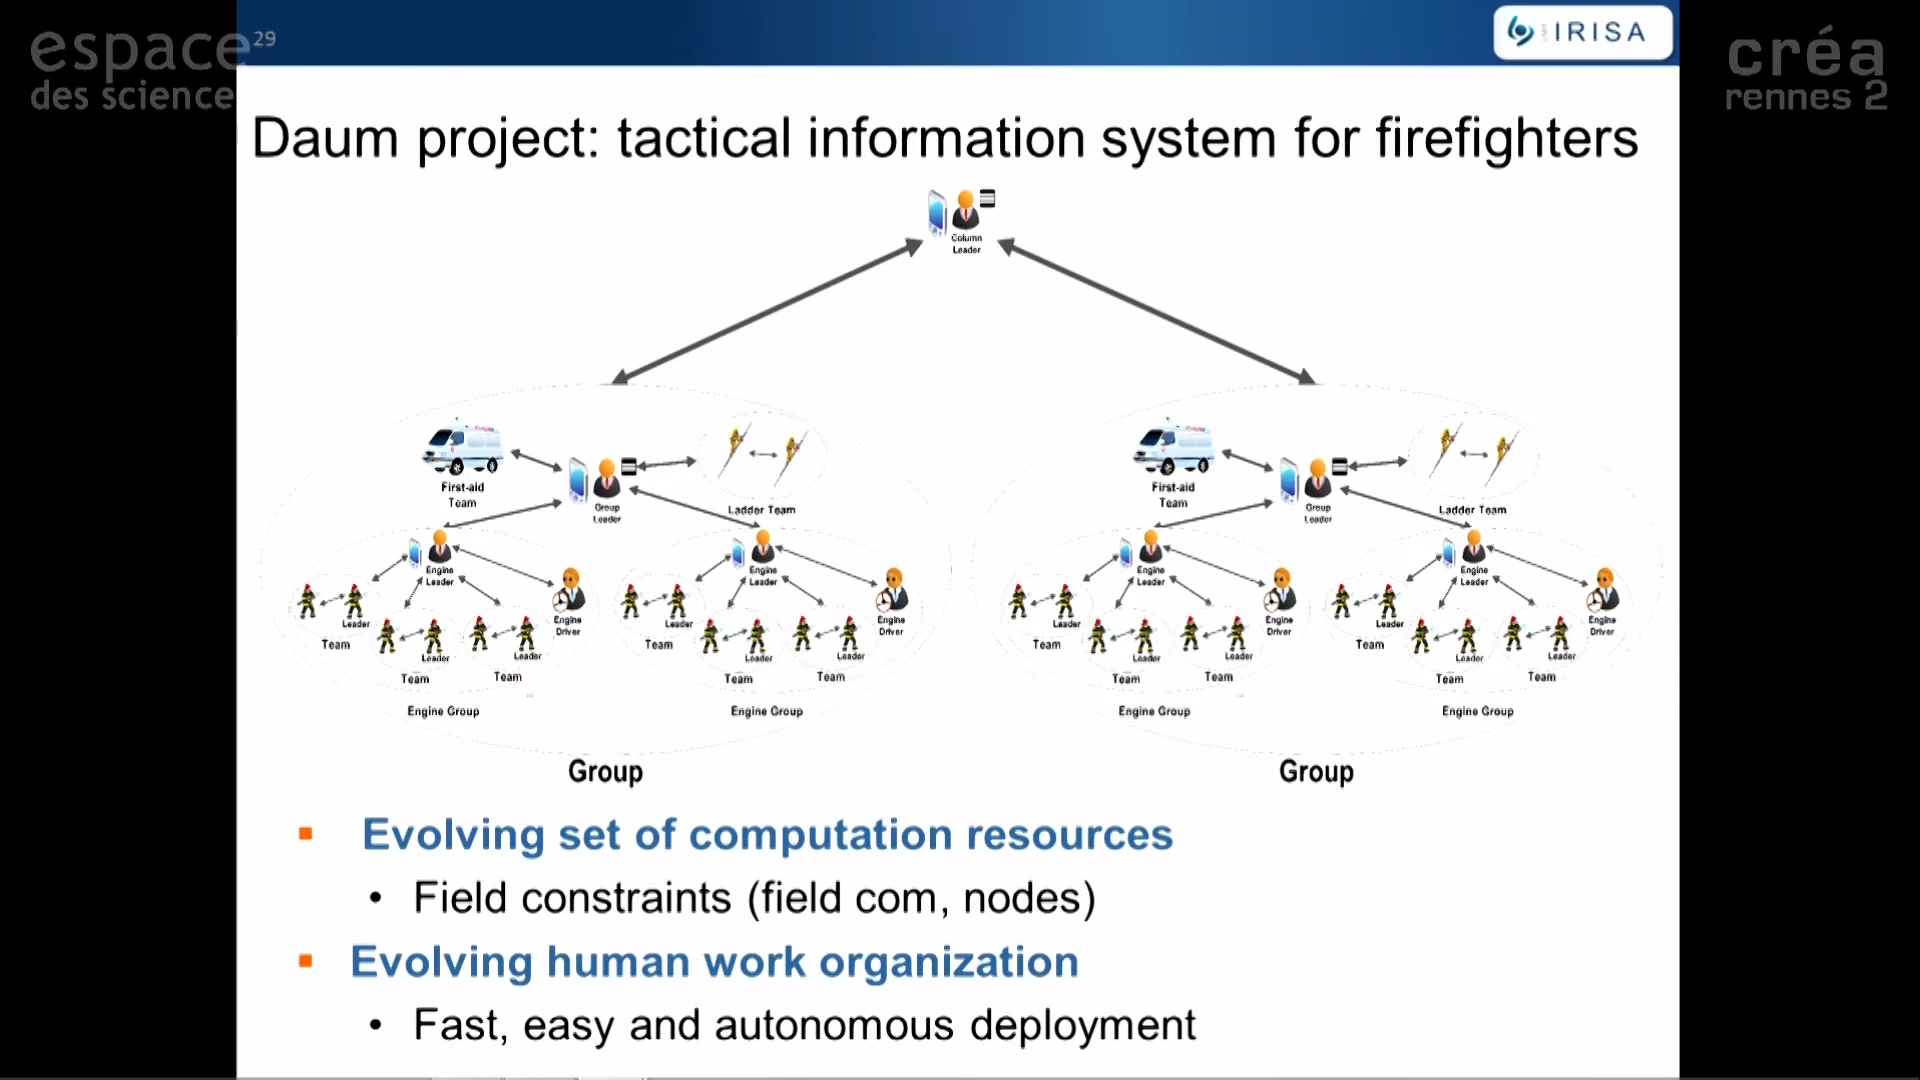 espace
des science
29
IRISA
créa
rennes 2
Daum project: tactical information system for firefighters
Column
Leader
First-aid
Team
Group
Leader
Ladder Team
Engine
Leader
Engine
Leader
Leader
Team
Leader
Team
Leader
Team
Engine
Driver
Leader
Team
Leader
Team
Leader
Team
Engine
Driver
Engine Group
Engine Group
Group
First-aid
Team
Group
Leader
Ladder Team
Engine
Leader
Engine
Leader
Leader
Team
Leader
Team
Leader
Team
Engine
Driver
Leader
Team
Leader
Team
Leader
Team
Engine
Driver
Engine Group
Engine Group
Group
Evolving set of computation resources
• Field constraints (field com, nodes)
Evolving human work organization
• Fast, easy and autonomous deployment